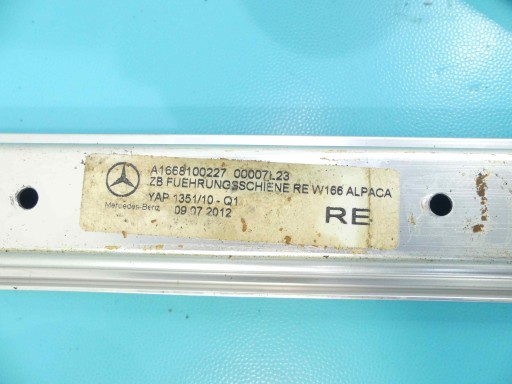 A1668100227 00007L23
ZB FUEHRUNGSSCHIENE RE W166 ALPACA
YAP 1351/10 - Q1
Mercedes-Benz
09.07.2012
RE